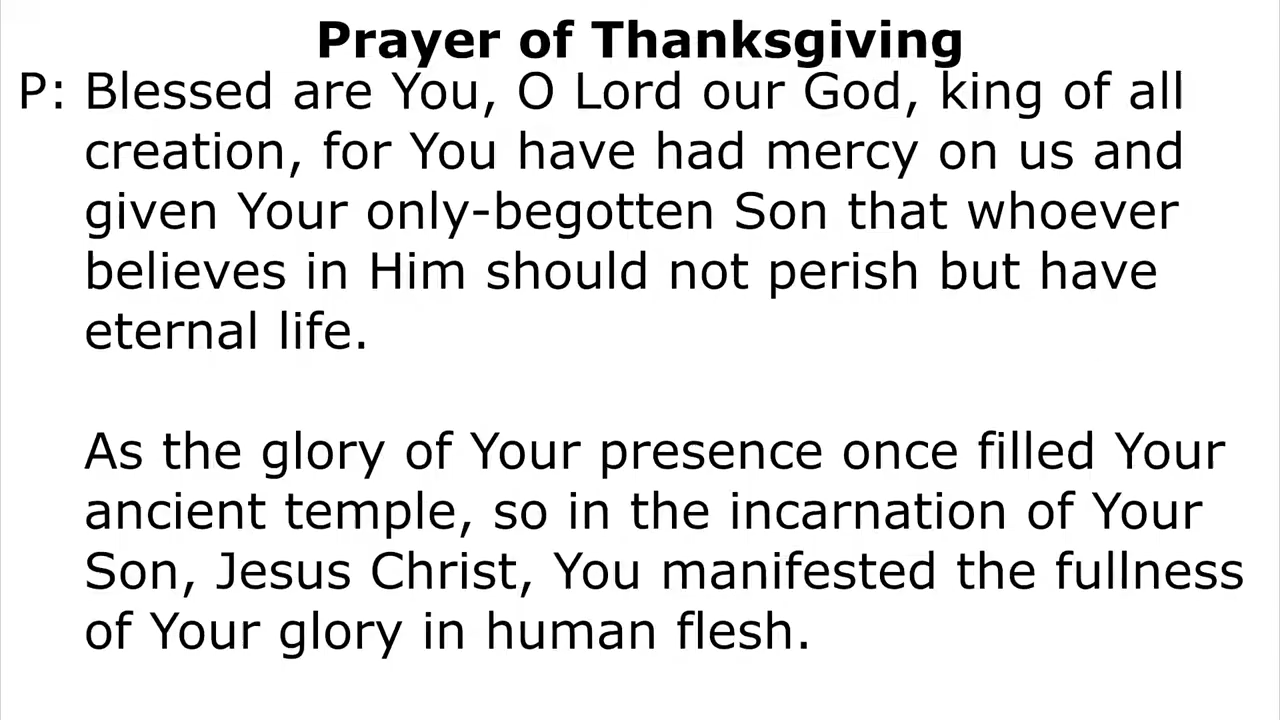 Prayer of Thanksgiving
P: Blessed are You, O Lord our God, king of all
creation, for You have had mercy on us and
given Your only-begotten Son that whoever
believes in Him should not perish but have
eternal life.
As the glory of Your presence once filled Your
ancient temple, so in the incarnation of Your
Son, Jesus Christ, You manifested the fullness
of Your glory in human flesh.